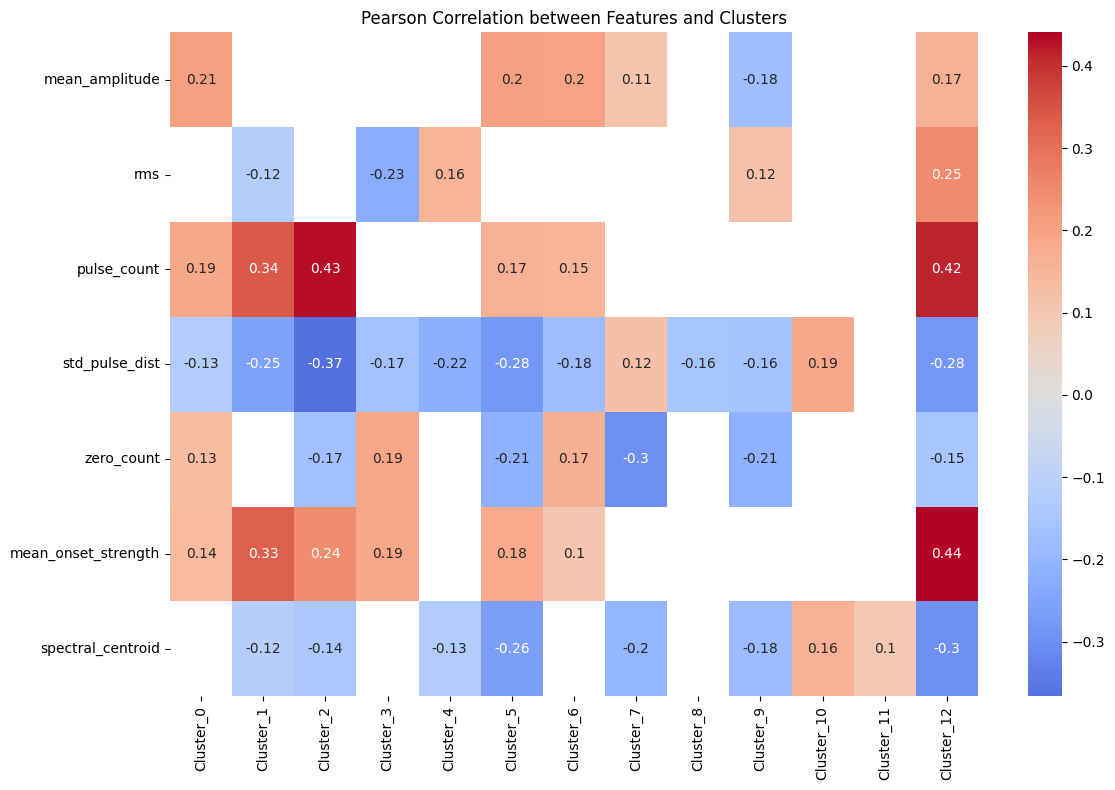 Pearson Correlation between Features and Clusters
mean_amplitude 0.21 0.2 0.2 0.11 -0.18 0.17
rms -0.12 -0.23 0.16 0.12 0.25
pulse_count 0.19 0.34 0.43 0.17 0.15 0.42
std_pulse_dist -0.13 -0.25 -0.37 -0.17 -0.22 -0.28 -0.18 0.12 -0.16 -0.16 0.19 -0.28
zero_count 0.13 -0.17 0.19 -0.21 0.17 -0.3 -0.21 -0.15
mean_onset_strength 0.14 0.33 0.24 0.19 0.18 0.1 0.44
spectral_centroid -0.12 -0.14 -0.13 -0.26 -0.2 -0.18 0.16 0.1 -0.3
Cluster_0
Cluster_1
Cluster_2
Cluster_3
Cluster_4
Cluster_5
Cluster_6
Cluster_7
Cluster_8
Cluster_9
Cluster_10
Cluster_11
Cluster_12
0.4
0.3
0.2
0.1
0.0
−0.1
−0.2
−0.3